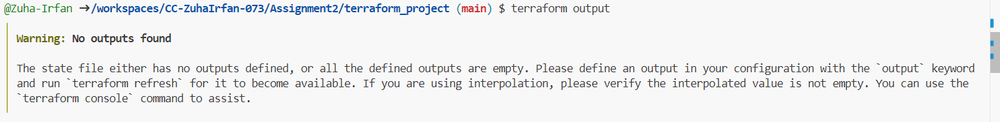 @Zuha-Irfan ➜/workspaces/CC-ZuhaIrfan-073/Assignment2/terraform_project (main) $ terraform output
Warning: No outputs found
The state file either has no outputs defined, or all the defined outputs are empty. Please define an output in your configuration with the `output` keyword
and run `terraform refresh` for it to become available. If you are using interpolation, please verify the interpolated value is not empty. You can use the
`terraform console` command to assist.